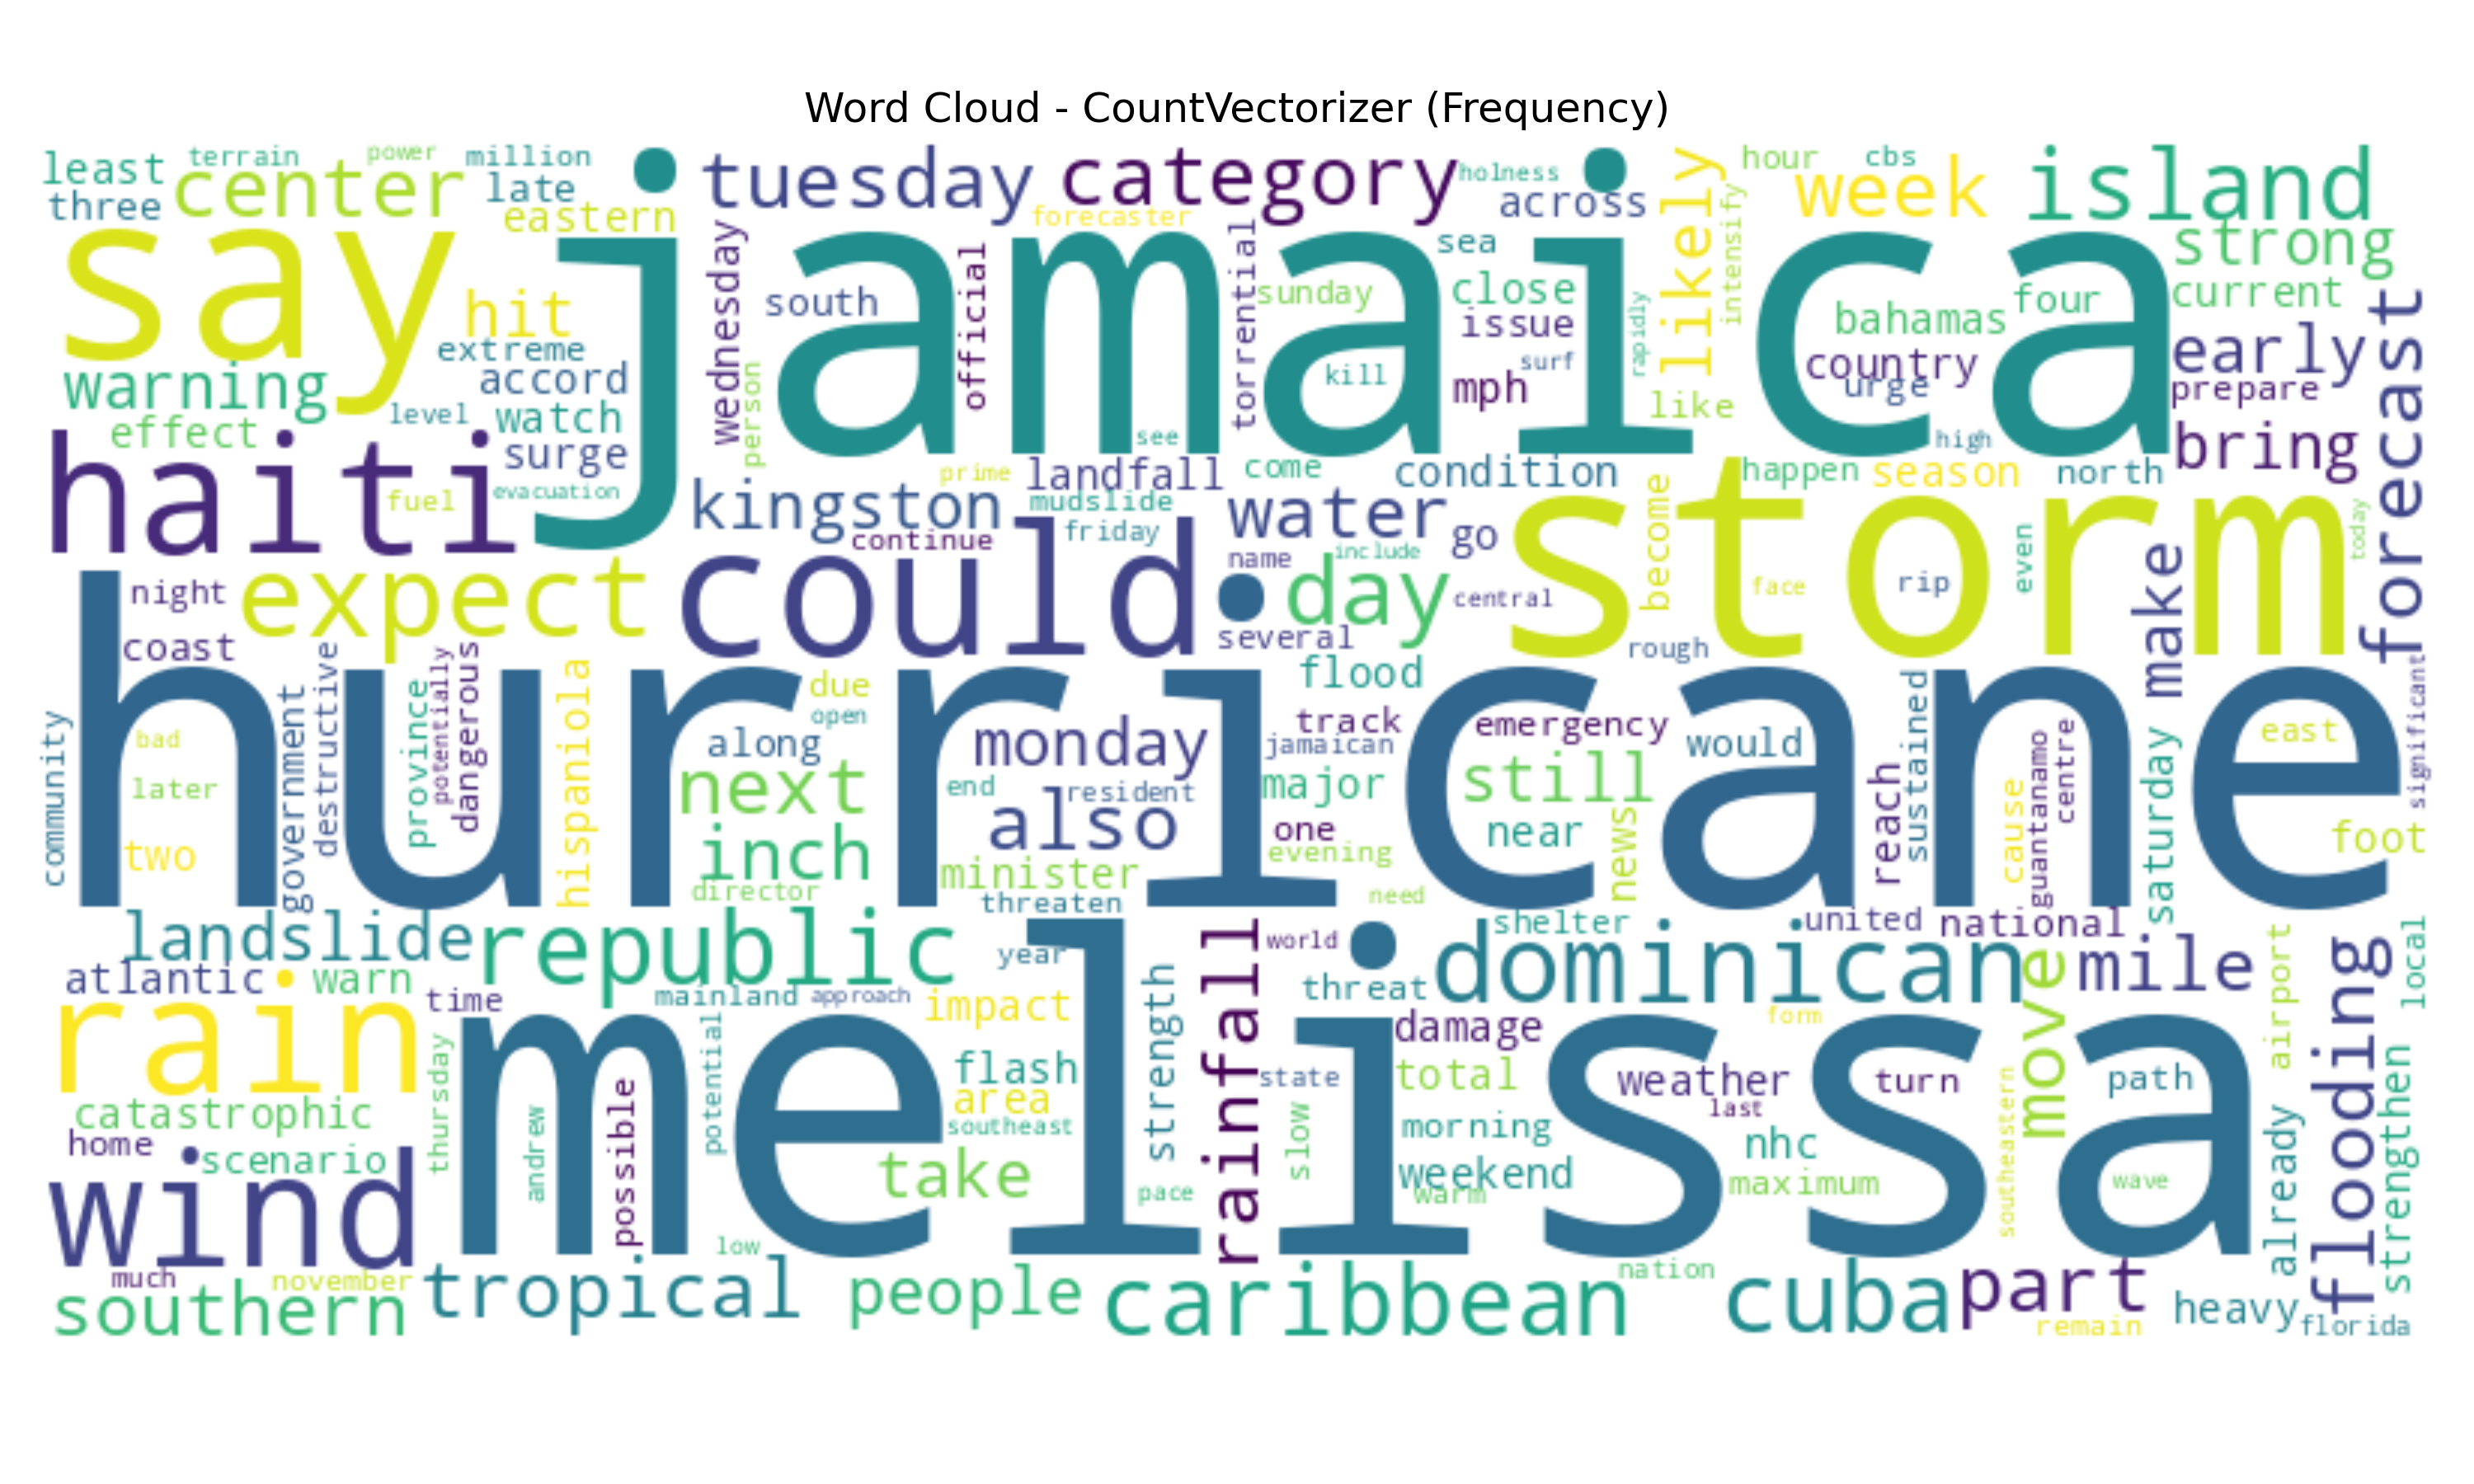 Word Cloud - CountVectorizer (Frequency)
least
terrain
power
million
three
center
late
eastern
tuesday
category
holness
across
likely
hour
cbs
week
island
forecaster
intensify
say
jamaica
strong
hit
wednesday
south
official
torrential
sea
sunday
close
rapidly
issue
surf
kill
mph
bahamas
four
current
country
urge
early
prepare
forecast
extreme
accord
warning
level
watch
effect
surge
person
see
like
high
bring
haiti
fuel
evacuation
kingston
prime
landfall
mudslide
come
condition
happen
season
north
continue
friday
water
go
storm
become
today
night
expect
could
name
include
day
central
face
rip
even
make
coast
several
rough
hurricane
community
bad
later
two
government
destructive
province
potentially
dangerous
hispaniola
due
open
along
next
monday
flood
track
jamaican
emergency
would
end
resident
major
still
also
inch
one
near
news
evening
minister
director
reach
sustained
cause
guantanamo
centre
saturday
east
significant
foot
threaten
need
landslide
republic
year
world
shelter
united
national
atlantic
warn
time
mainland
approach
impact
rainfall
threat
dominican
move
mile
airport
flooding
local
rain
melissa
thursday
potential
flash
strength
damage
form
area
state
total
weather
turn
path
catastrophic
home
scenario
andrew
possible
southeast
slow
morning
last
nhc
southeastern
take
pace
weekend
warm
maximum
wave
already
strengthen
wind
low
much
november
southern
tropical
people
caribbean
nation
cuba
part
remain
heavy
florida